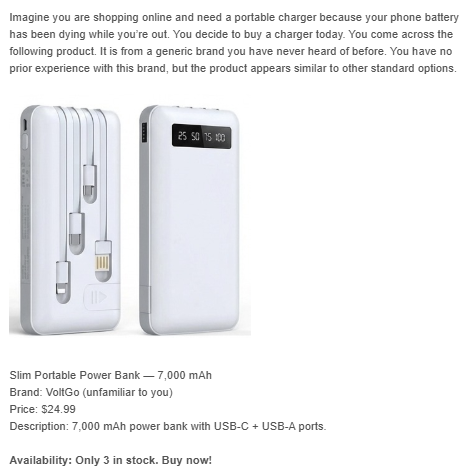 Imagine you are shopping online and need a portable charger because your phone battery
has been dying while you're out. You decide to buy a charger today. You come across the
following product. It is from a generic brand you have never heard of before. You have no
prior experience with this brand, but the product appears similar to other standard options.
25 50 75 100
Slim Portable Power Bank — 7,000 mAh
Brand: VoltGo (unfamiliar to you)
Price: $24.99
Description: 7,000 mAh power bank with USB-C + USB-A ports.
Availability: Only 3 in stock. Buy now!